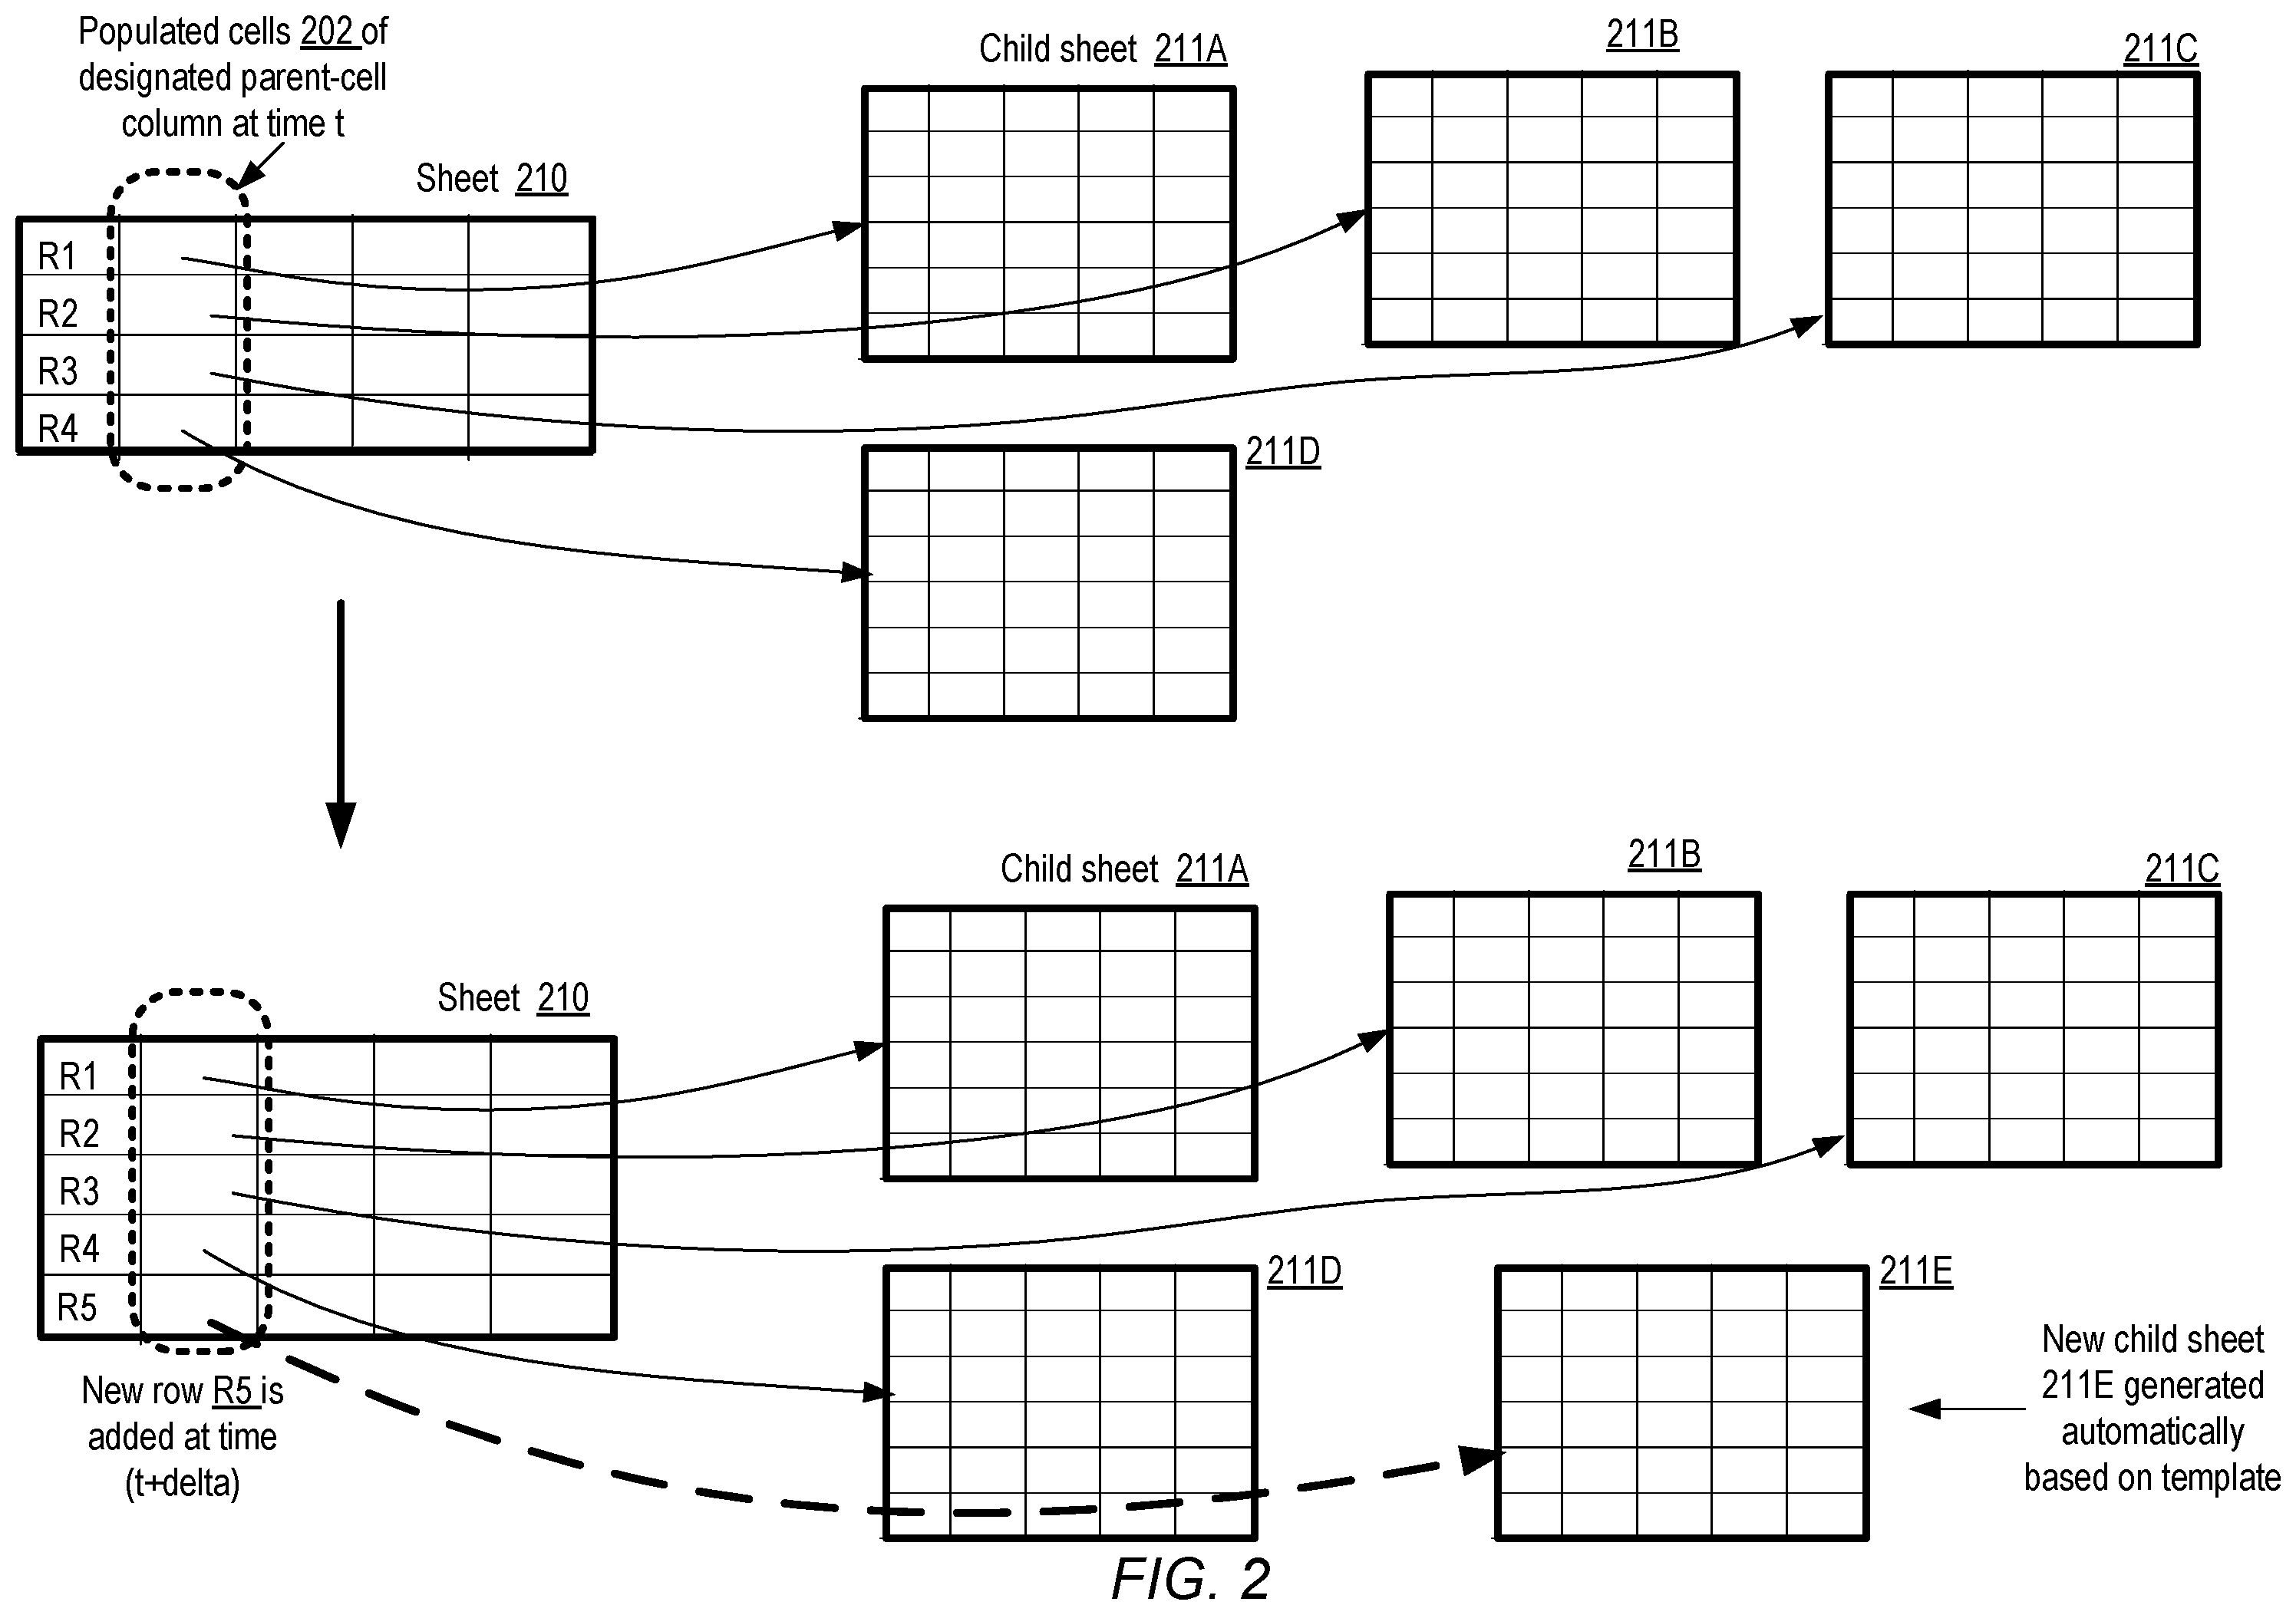 Populated cells 202 of
designated parent-cell
column at time t
Child sheet 211A
211B
211C
Sheet 210
R1
R2
R3
R4
211D
Child sheet 211A
211B
211C
Sheet 210
R1
R2
R3
R4
R5
211D
211E
New row R5 is
added at time
(t+delta)
New child sheet
211E generated
automatically
based on template
FIG. 2